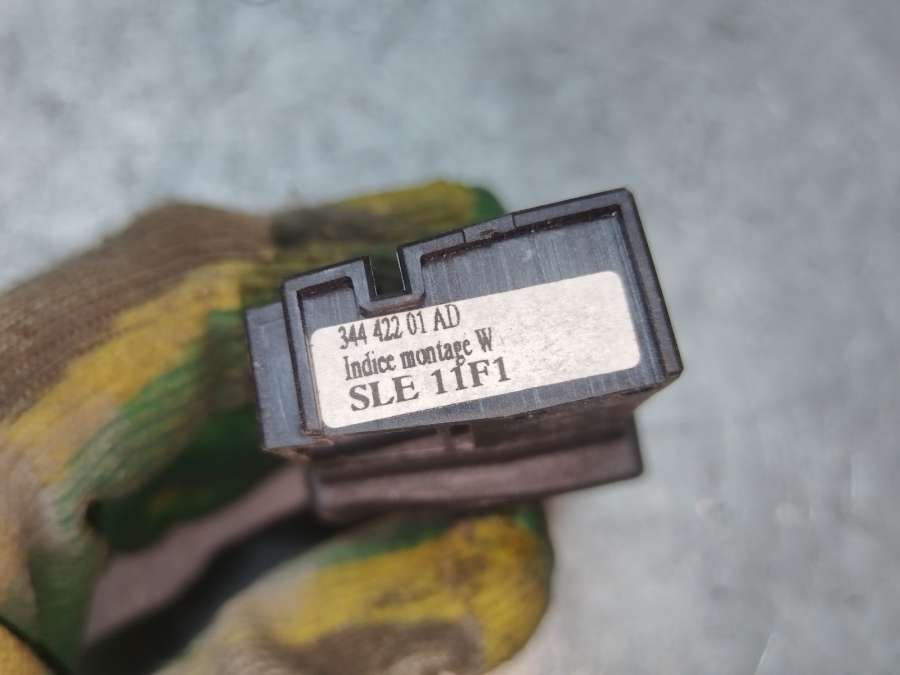 344 422 01 AD
Indice montage W
SLE 11F1